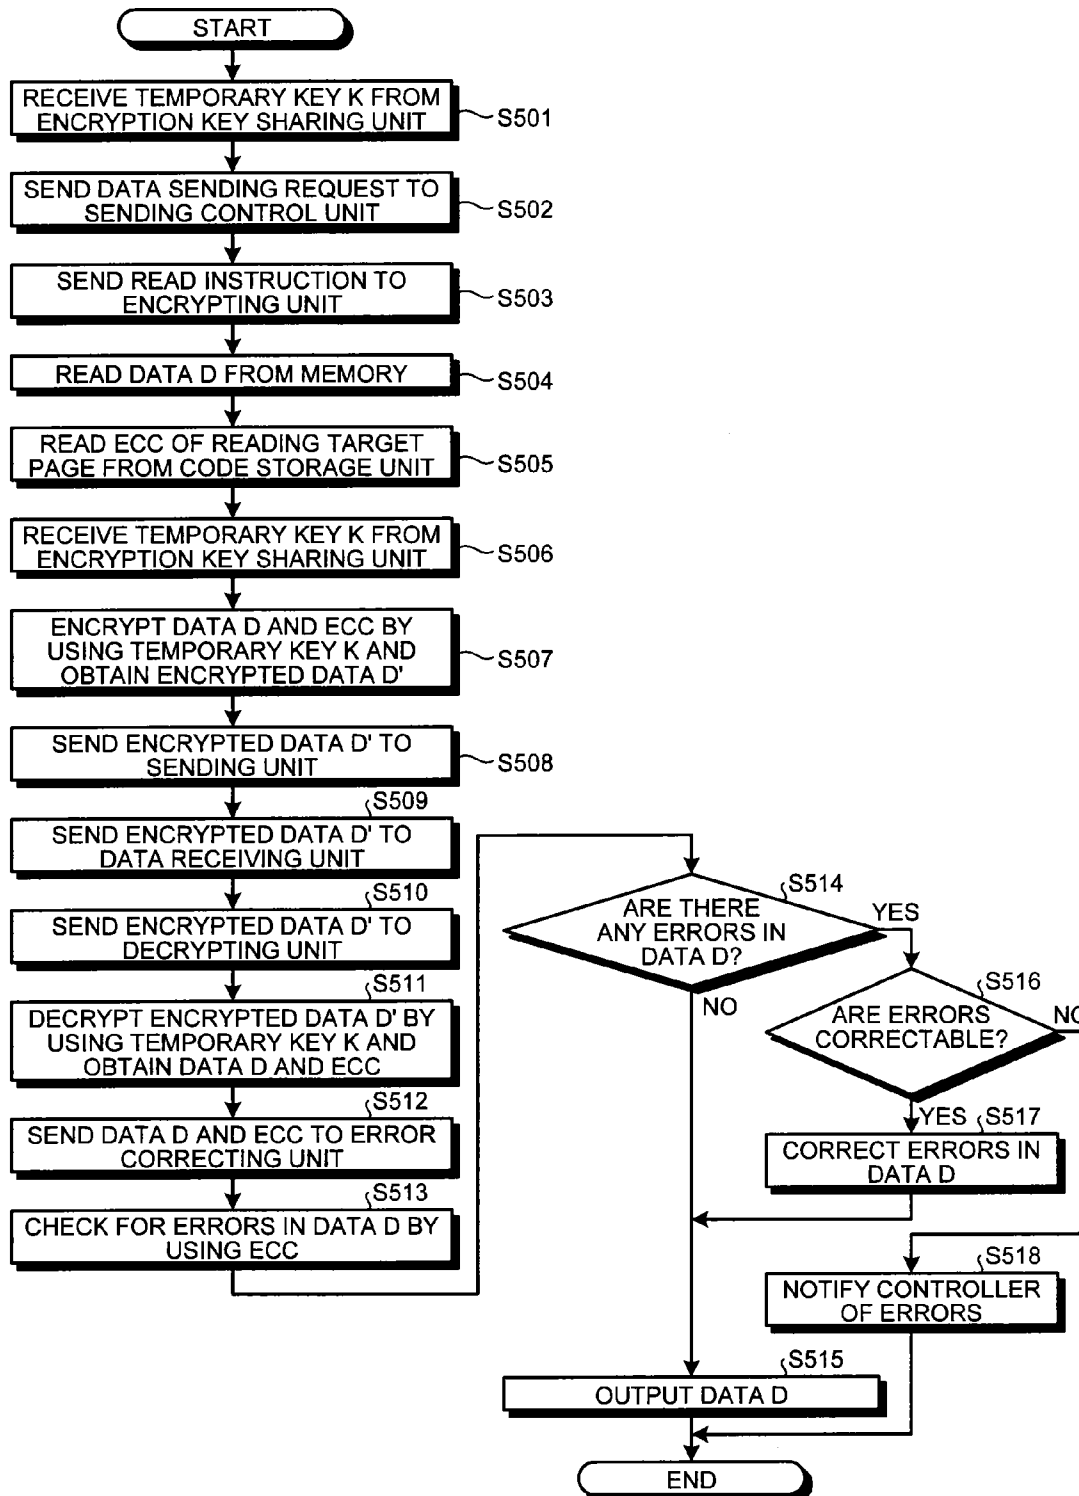 START
RECEIVE TEMPORARY KEY K FROM
ENCRYPTION KEY SHARING UNIT
S501
SEND DATA SENDING REQUEST TO
SENDING CONTROL UNIT
S502
SEND READ INSTRUCTION TO
ENCRYPTING UNIT
S503
READ DATA D FROM MEMORY
S504
READ ECC OF READING TARGET
PAGE FROM CODE STORAGE UNIT
S505
RECEIVE TEMPORARY KEY K FROM
ENCRYPTION KEY SHARING UNIT
S506
ENCRYPT DATA D AND ECC BY
USING TEMPORARY KEY K AND
OBTAIN ENCRYPTED DATA D'
S507
SEND ENCRYPTED DATA D' TO
SENDING UNIT
S508
S509
SEND ENCRYPTED DATA D' TO
DATA RECEIVING UNIT
S510
SEND ENCRYPTED DATA D' TO
DECRYPTING UNIT
S511
DECRYPT ENCRYPTED DATA D' BY
USING TEMPORARY KEY K AND
OBTAIN DATA D AND ECC
S512
SEND DATA D AND ECC TO ERROR
CORRECTING UNIT
S513
CHECK FOR ERRORS IN DATA D BY
USING ECC
S514
ARE THERE
ANY ERRORS IN
DATA D?
YES
NO
S516
ARE ERRORS
CORRECTABLE?
NO
YES
S517
CORRECT ERRORS IN
DATA D
S518
NOTIFY CONTROLLER
OF ERRORS
S515
OUTPUT DATA D
END